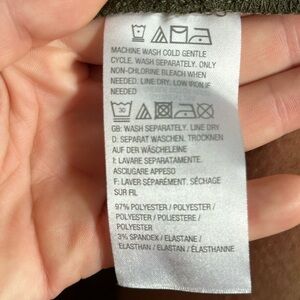 MACHINE WASH COLD GENTLE
CYCLE. WASH SEPARATELY. ONLY
NON-CHLORINE BLEACH WHEN
NEEDED. LINE DRY. LOW IRON IF
NEEDED
30
GB: WASH SEPARATELY. LINE DRY
D: SEPARAT WASCHEN, TROCKNEN
AUF DER WÄSCHELEINE
I: LAVARE SEPARATAMENTE.
ASCIUGARE APPESO
F: LAVER SÉPARÉMENT. SÉCHAGE
SUR FIL
97% POLYESTER / POLYESTER /
POLYESTER / POLIESTERE /
POLYESTER
3% SPANDEX / ELASTANE /
ELASTHAN / ELASTAN / ÉLASTHANNE